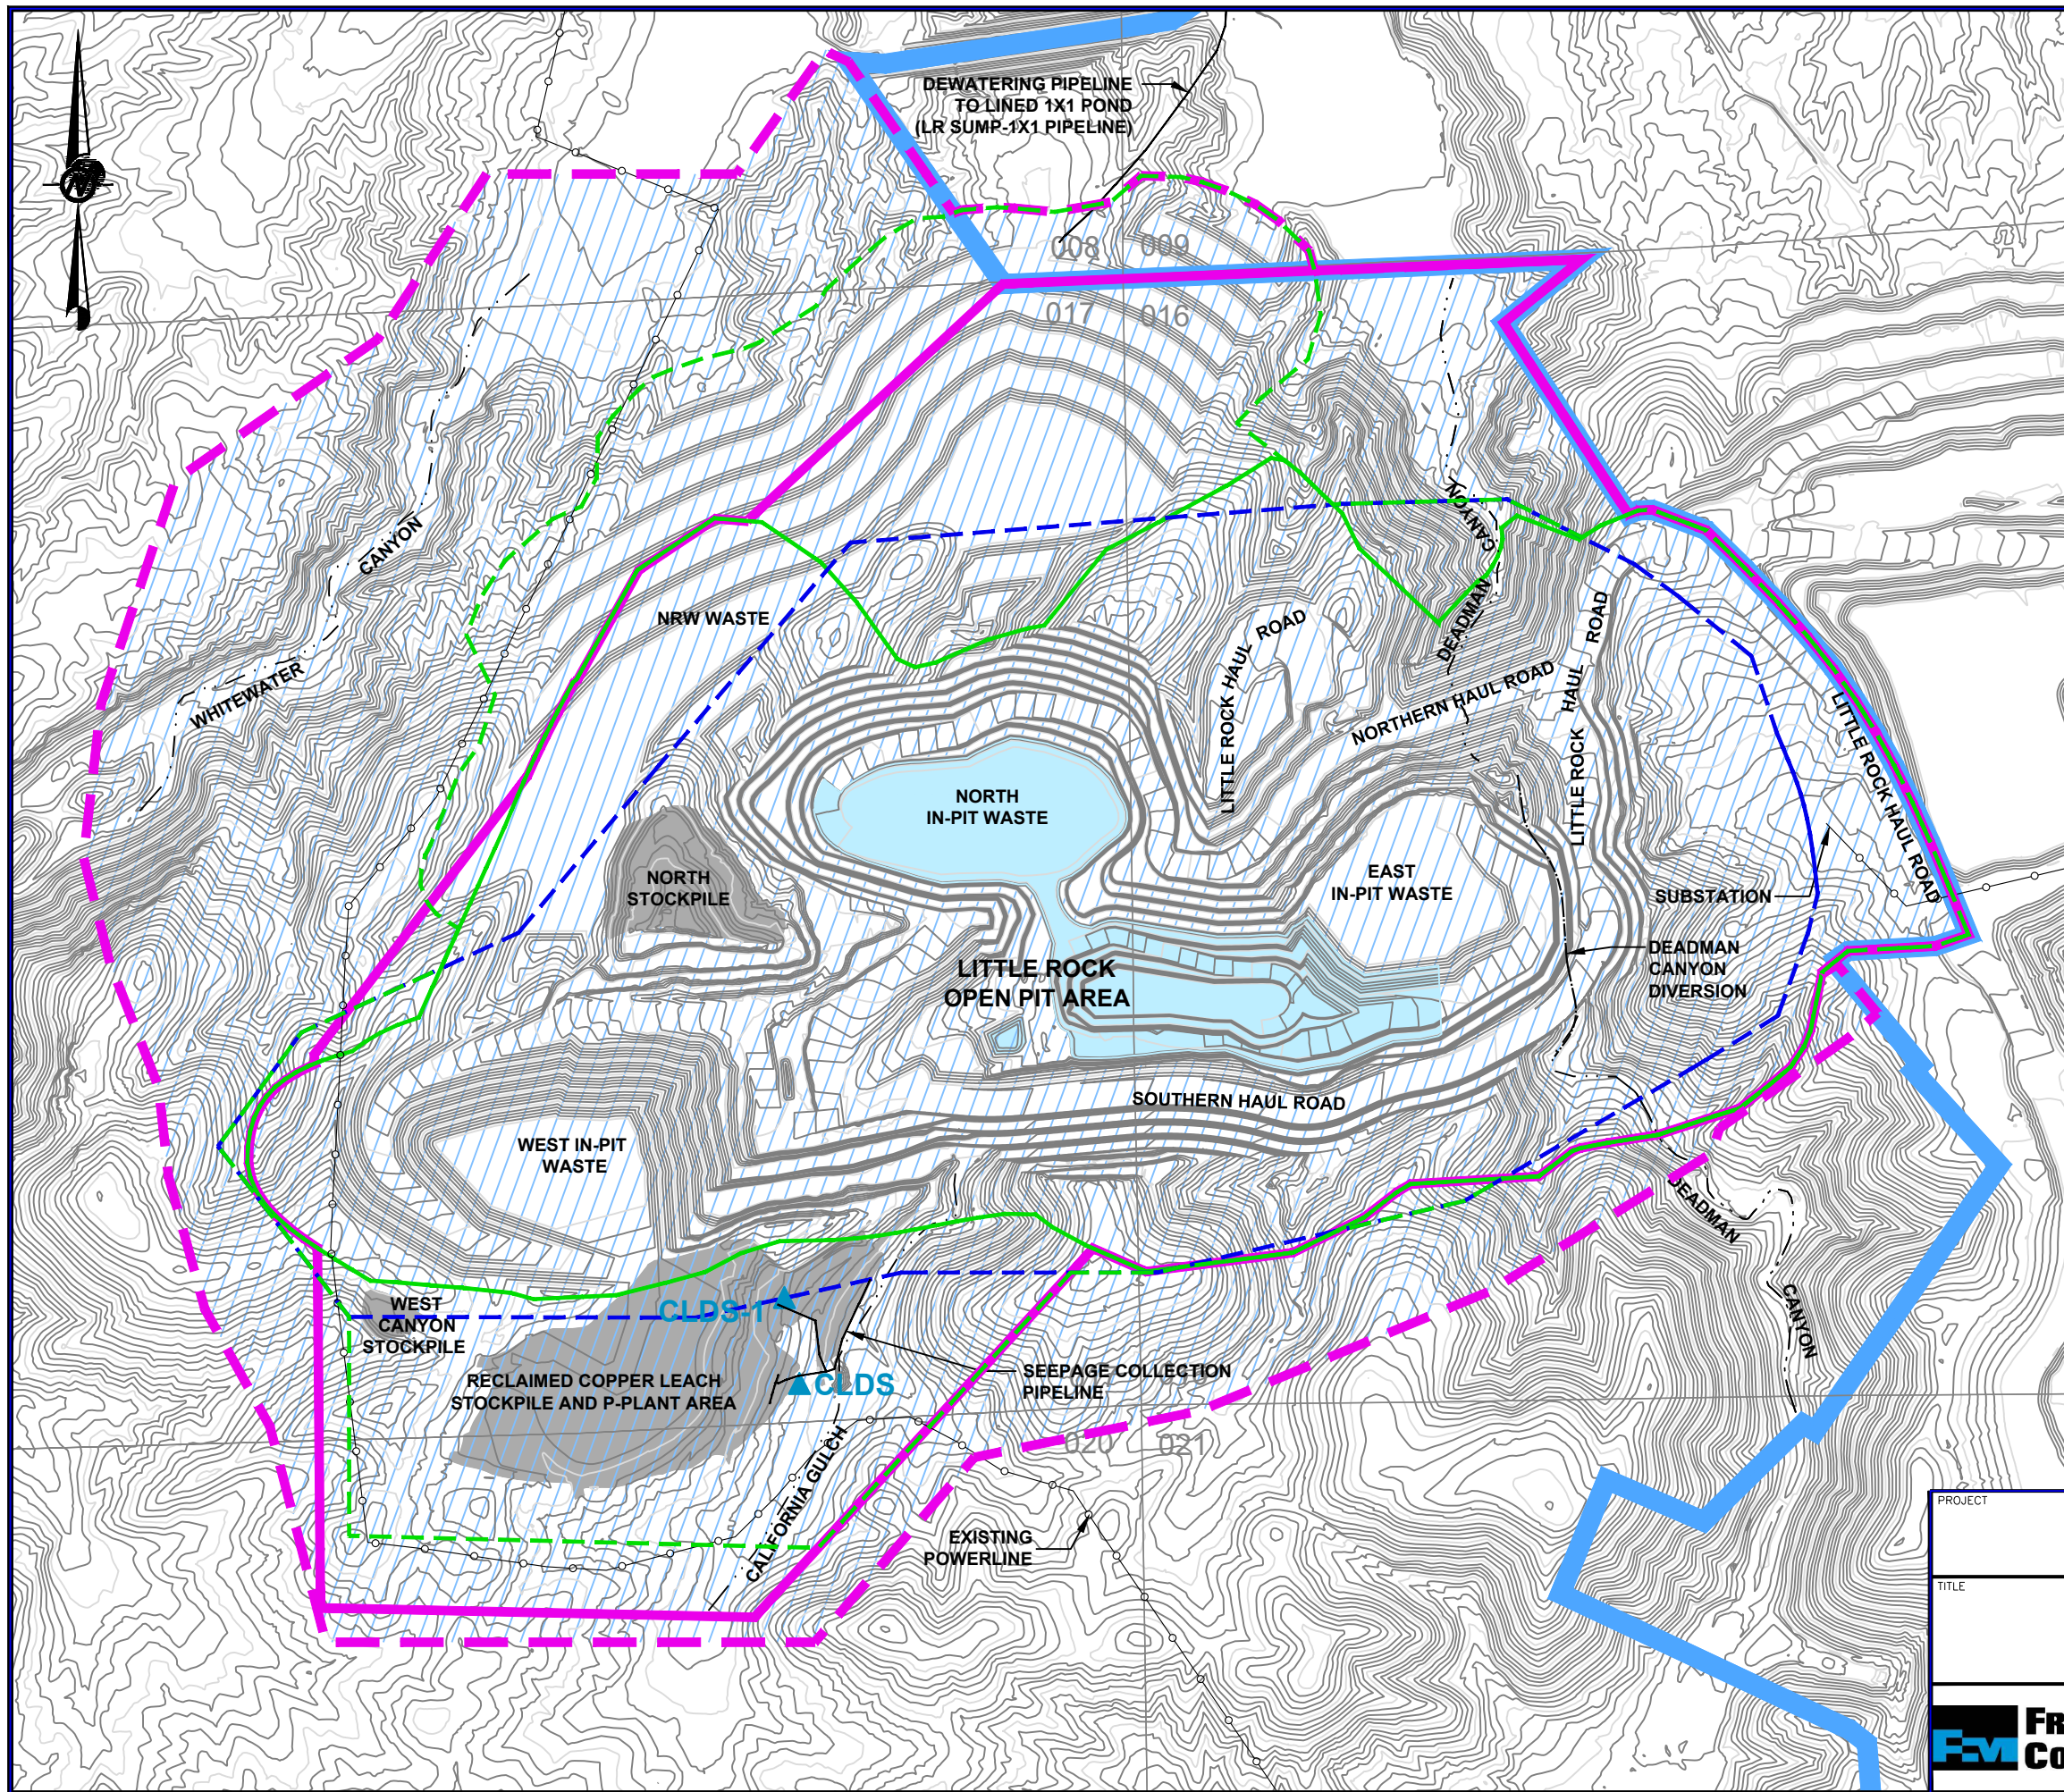 DEWATERING PIPELINE
TO LINED 1X1 POND
(LR SUMP-1X1 PIPELINE)
008
009
017
016
CANYON
WHITEWATER
NRW WASTE
CANYON
DEADMAN
LITTLE ROCK HAUL ROAD
NORTHERN HAUL ROAD
LITTLE ROCK HAUL ROAD
LITTLE ROCK HAUL ROAD
NORTH
IN-PIT WASTE
NORTH
STOCKPILE
EAST
IN-PIT WASTE
SUBSTATION
DEADMAN
CANYON
DIVERSION
LITTLE ROCK
OPEN PIT AREA
SOUTHERN HAUL ROAD
WEST IN-PIT
WASTE
DEADMAN
CANYON
WEST
CANYON
STOCKPILE
CLDS-1
CLDS
SEEPAGE COLLECTION
PIPELINE
RECLAIMED COPPER LEACH
STOCKPILE AND P-PLANT AREA
020
021
CALIFORNIA GULCH
EXISTING
POWERLINE
PROJECT
TITLE
FR
CO